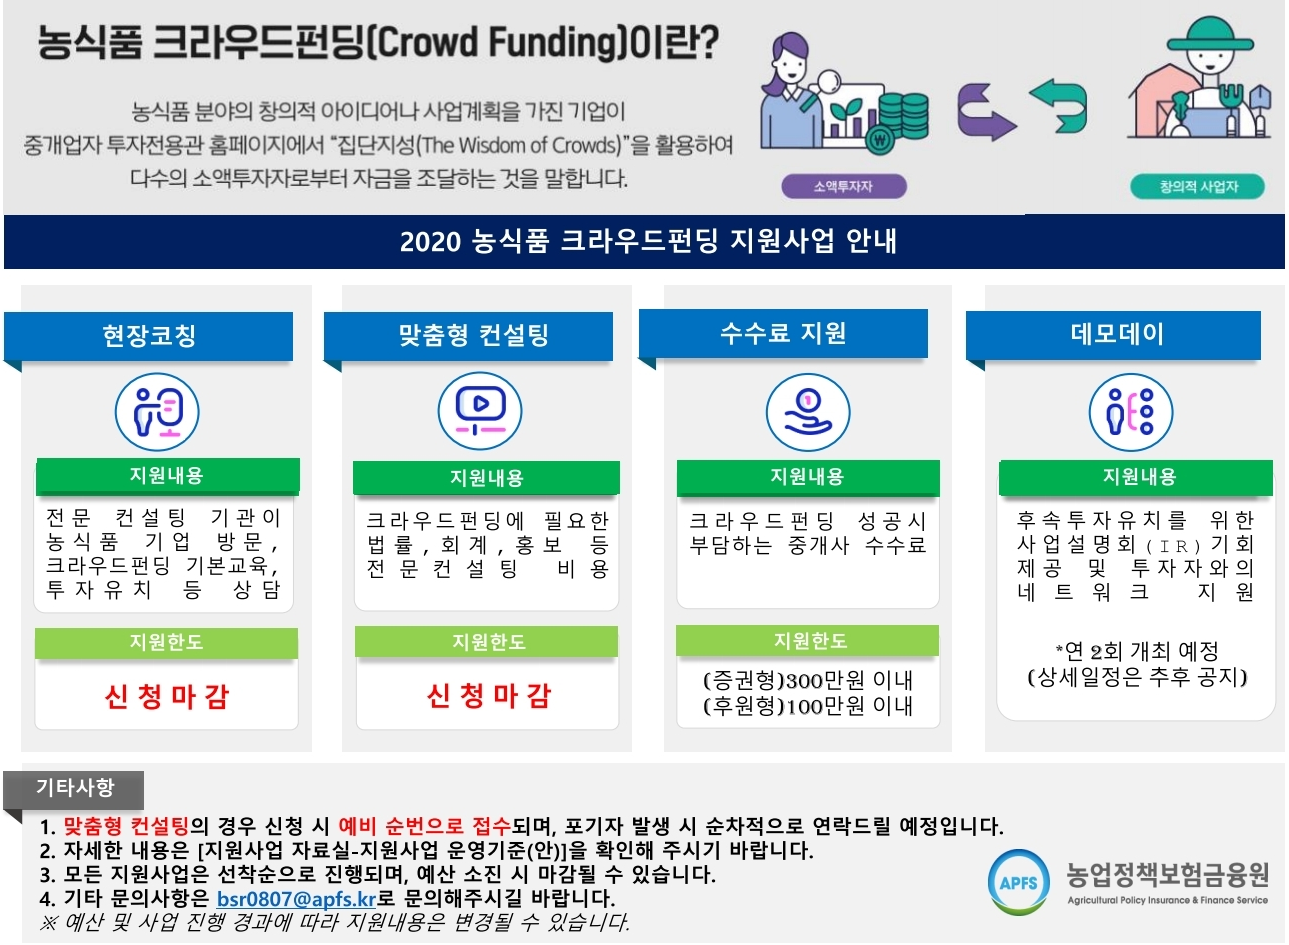 농식품 크라우드펀딩(Crowd Funding)이란?
농식품 분야의 창의적 아이디어나 사업계획을 가진 기업이
중개업자 투자전용관 홈페이지에서 “집단지성(The Wisdom of Crowds)”을 활용하여
다수의 소액투자자로부터 자금을 조달하는 것을 말합니다.
소액투자자
창의적 사업자
2020 농식품 크라우드펀딩 지원사업 안내
현장코칭
지원내용
전문 컨설팅 기관이
농식품 기업 방문,
크라우드펀딩 기본교육,
투자유치 등 상담
지원한도
신청마감
맞춤형 컨설팅
지원내용
크라우드펀딩에 필요한
법률,회계,홍보 등
전문컨설팅 비용
지원한도
신청마감
수수료 지원
지원내용
크라우드펀딩 성공시
부담하는 중개사 수수료
지원한도
(증권형)300만원 이내
(후원형)100만원 이내
데모데이
지원내용
후속투자유치를 위한
사업설명회(IR)기회
제공 및 투자자와의
네트워크 지원
*연 2회 개최 예정
(상세일정은 추후 공지)
기타사항
1. 맞춤형 컨설팅의 경우 신청 시 예비 순번으로 접수되며, 포기자 발생 시 순차적으로 연락드릴 예정입니다.
2. 자세한 내용은 [지원사업 자료실-지원사업 운영기준(안)]을 확인해 주시기 바랍니다.
3. 모든 지원사업은 선착순으로 진행되며, 예산 소진 시 마감될 수 있습니다.
4. 기타 문의사항은 bsr0807@apfs.kr로 문의해주시길 바랍니다.
※ 예산 및 사업 진행 경과에 따라 지원내용은 변경될 수 있습니다.
APFS
농업정책보험금융원
Agricultural Policy Insurance & Finance Service